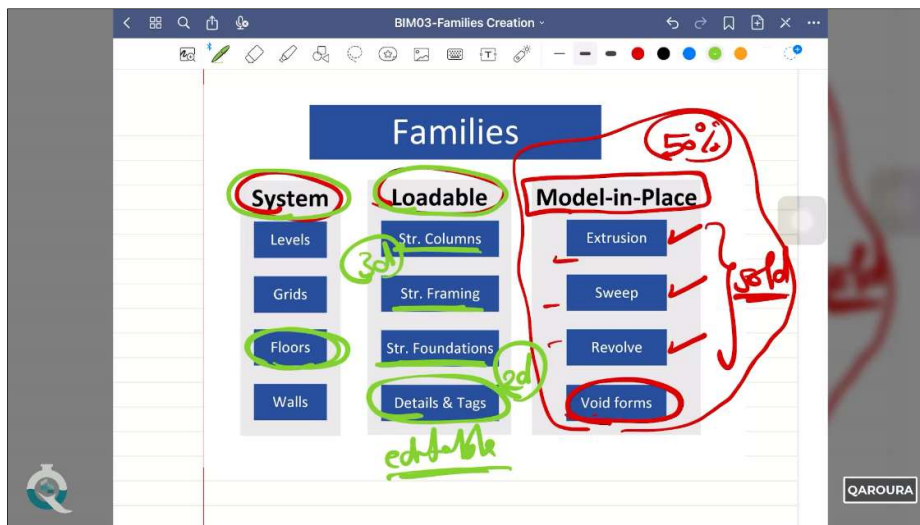 BIM03-Families Creation
Families
50%
System
Loadable
Model-in-Place
Levels
Str. Columns
Extrusion
3d
Grids
Str. Framing
Sweep
solid
Floors
Str. Foundations
Revolve
2d
Walls
Details & Tags
Void forms
editable
QAROURA